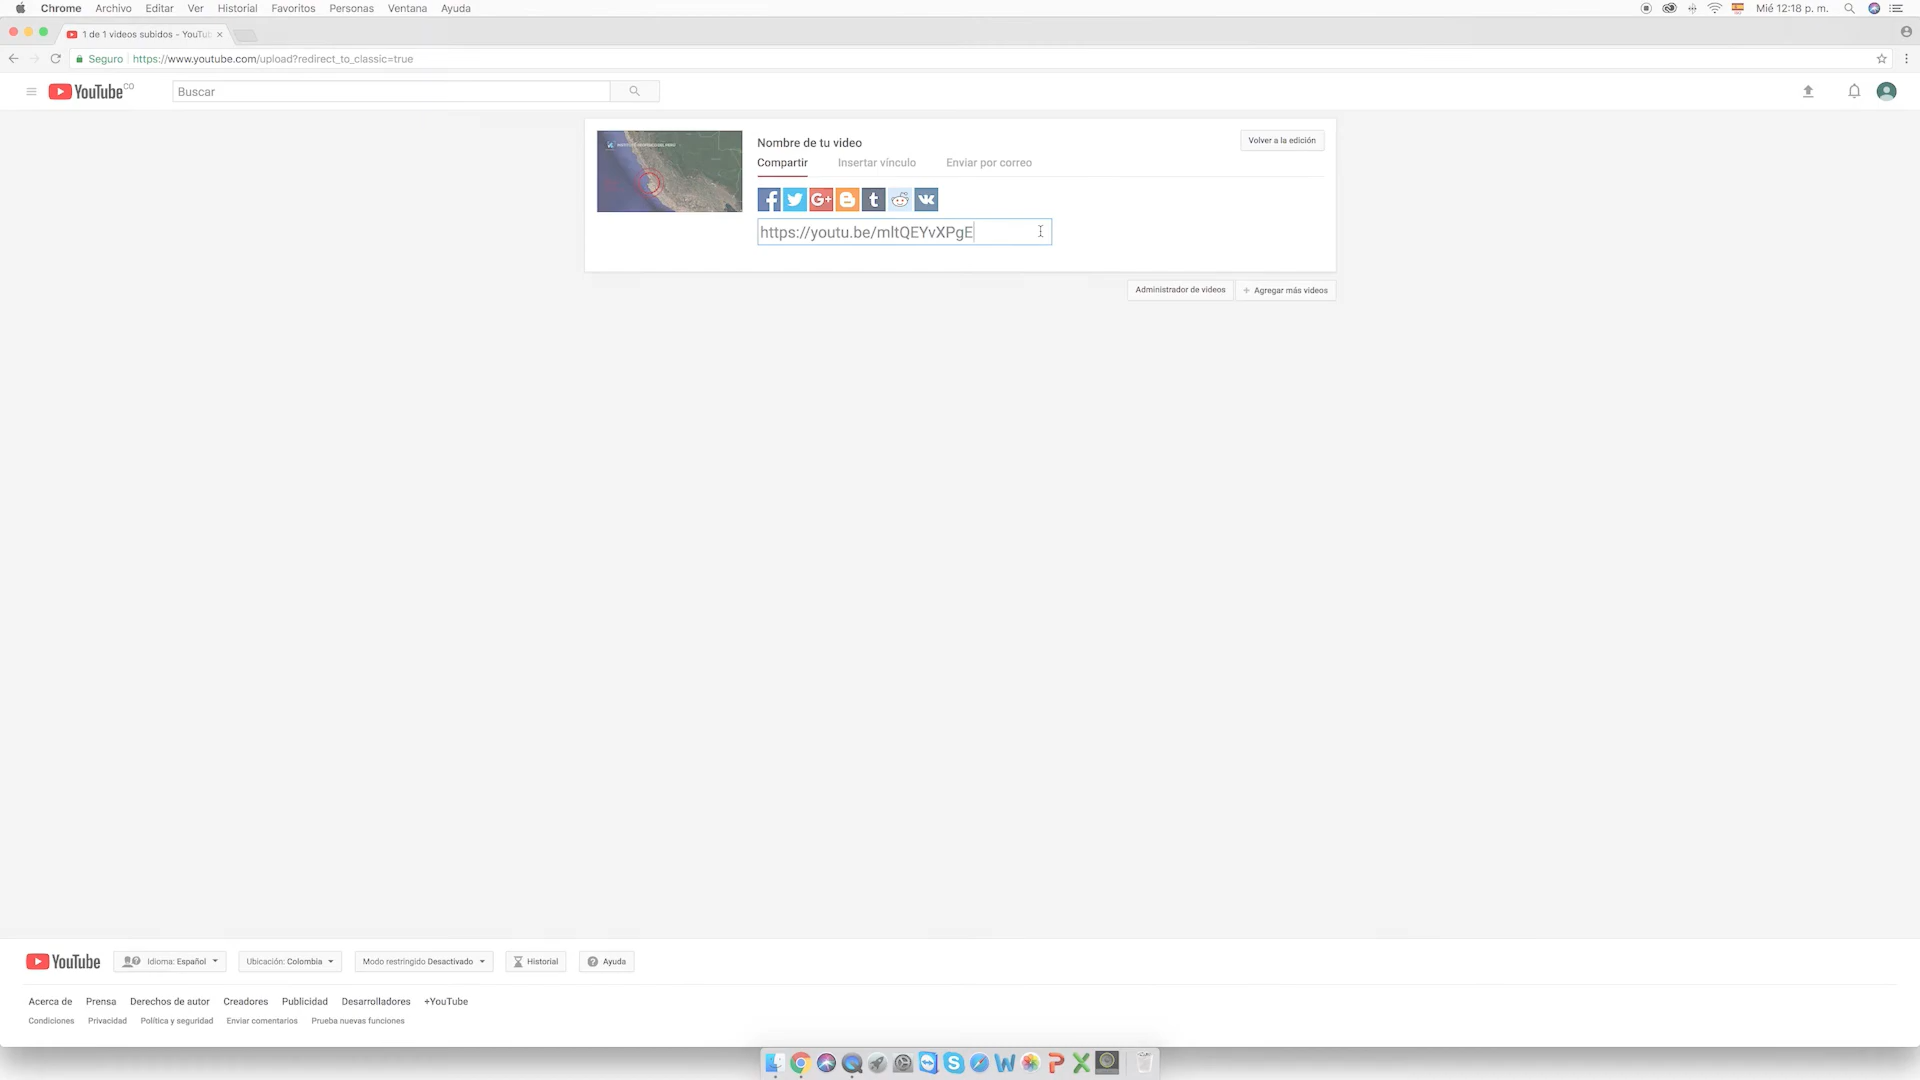 Chrome Archivo Editar Ver Historial Favoritos Personas Ventana Ayuda Mié 12:18 p. m.
1 de 1 videos subidos - YouTu
Seguro https://www.youtube.com/upload?redirect_to_classic=true
YouTube CO Buscar
Nombre de tu video Volver a la edición
Compartir Insertar vínculo Enviar por correo
https://youtu.be/mltQEYvXPgE
Administrador de videos + Agregar más videos
YouTube Idioma: Español Ubicación: Colombia Modo restringido Desactivado Historial Ayuda
Acerca de Prensa Derechos de autor Creadores Publicidad Desarrolladores +YouTube
Condiciones Privacidad Política y seguridad Enviar comentarios Prueba nuevas funciones